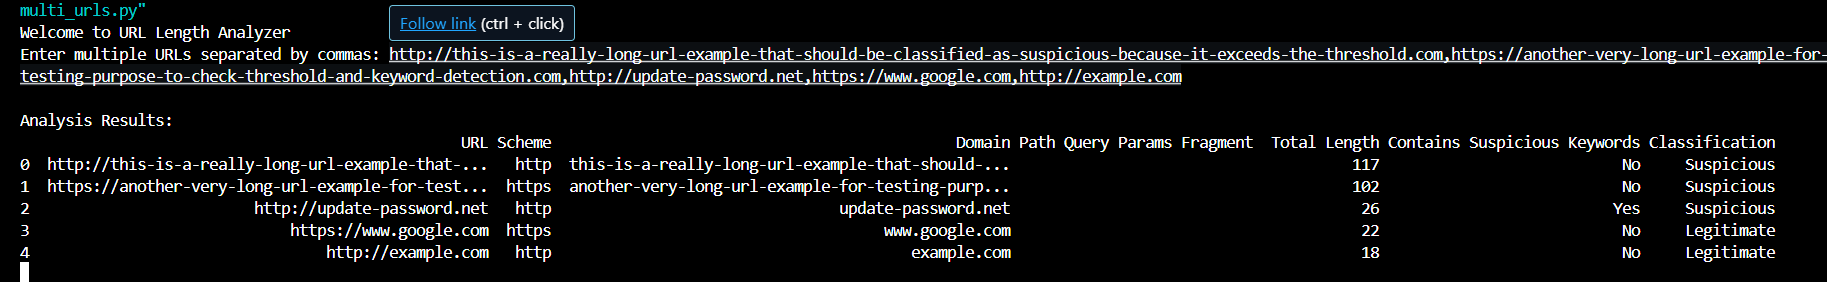 multi_urls.py"
Follow link (ctrl + click)
Welcome to URL Length Analyzer
Enter multiple URLs separated by commas: http://this-is-a-really-long-url-example-that-should-be-classified-as-suspicious-because-it-exceeds-the-threshold.com,https://another-very-long-url-example-for-
testing-purpose-to-check-threshold-and-keyword-detection.com,http://update-password.net,https://www.google.com,http://example.com
Analysis Results:
URL Scheme Domain Path Query Params Fragment Total Length Contains Suspicious Keywords Classification
0 http://this-is-a-really-long-url-example-that-... http this-is-a-really-long-url-example-that-should-... 117 No Suspicious
1 https://another-very-long-url-example-for-test... https another-very-long-url-example-for-testing-purp... 102 No Suspicious
2 http://update-password.net http update-password.net 26 Yes Suspicious
3 https://www.google.com https www.google.com 22 No Legitimate
4 http://example.com http example.com 18 No Legitimate